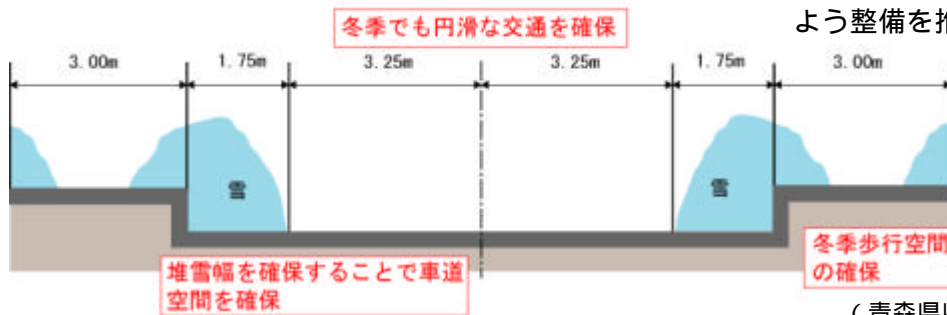 よう整備を推
冬季でも円滑な交通を確保
3.00m 1.75m 3.25m 3.25m 1.75m 3.00m
雪 雪
堆雪幅を確保することで車道
空間を確保
冬季歩行空間
の確保
(青森県